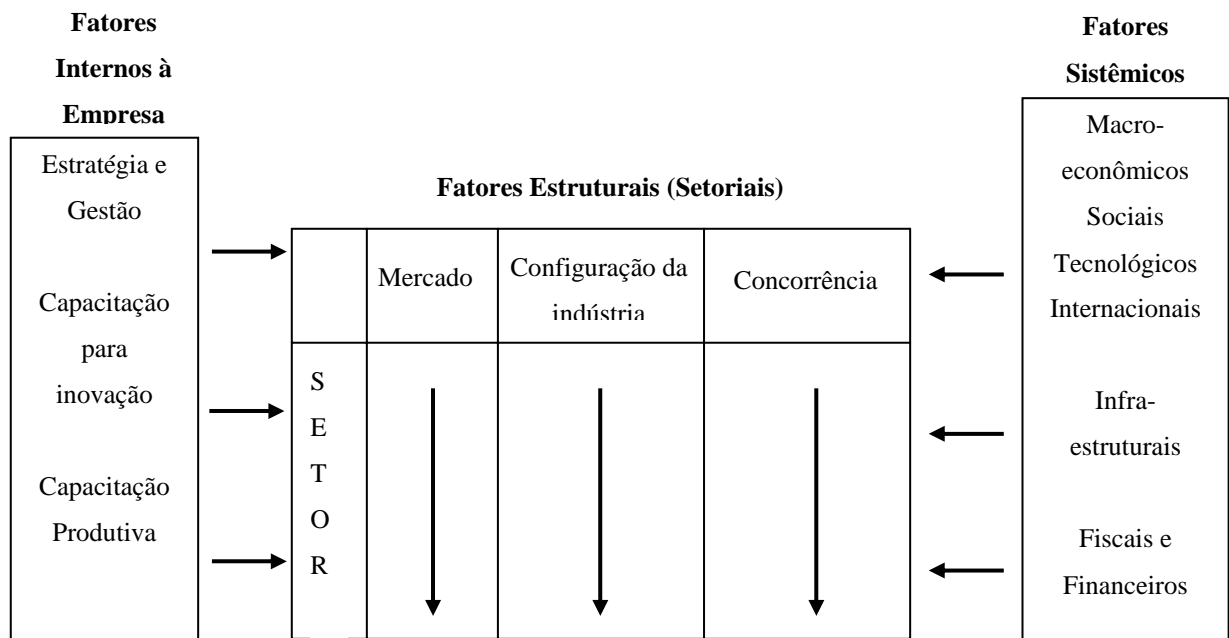 Fatores
Internos à
Empresa
Estratégia e
Gestão
Capacitação
para
inovação
Capacitação
Produtiva
Fatores Estruturais (Setoriais)
Mercado
Configuração da
indústria
Concorrência
S
E
T
O
R
Fatores
Sistêmicos
Macro-
econômicos
Sociais
Tecnológicos
Internacionais
Infra-
estruturais
Fiscais e
Financeiros